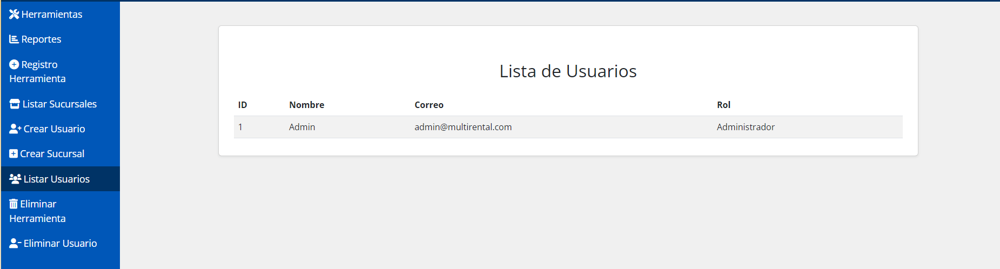 Herramientas
Reportes
Registro
Herramienta
Listar Sucursales
Crear Usuario
Crear Sucursal
Listar Usuarios
Eliminar
Herramienta
Eliminar Usuario
Lista de Usuarios
ID Nombre Correo Rol
1 Admin admin@multirental.com Administrador